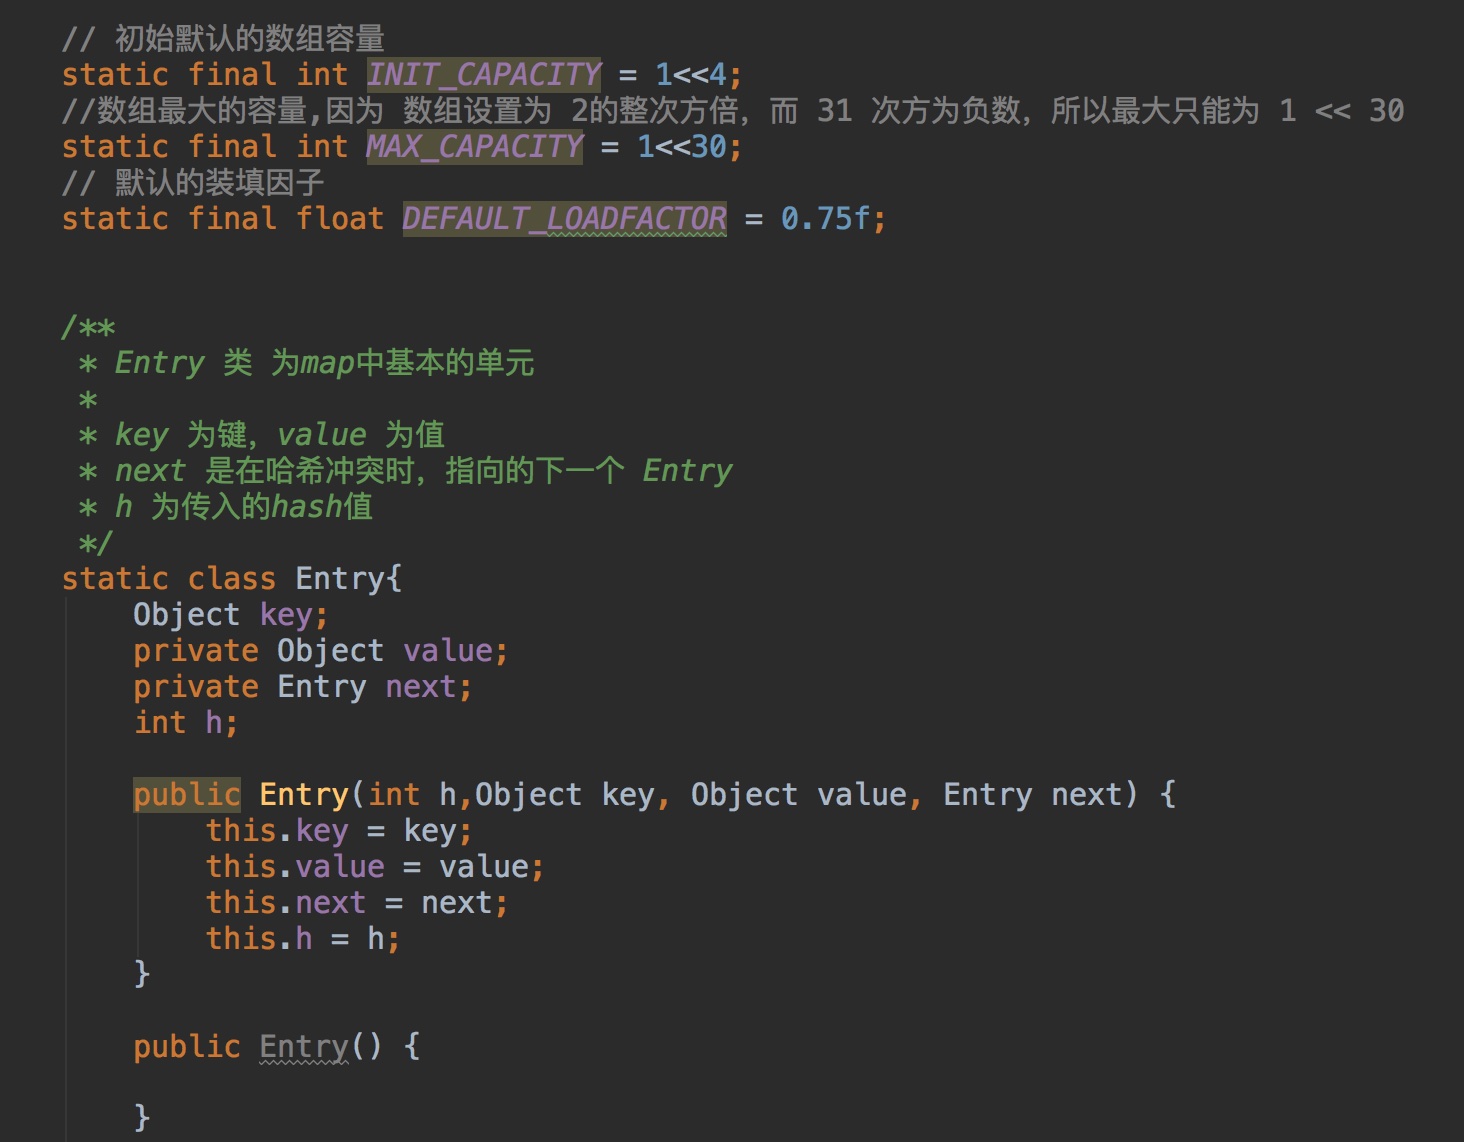 // 初始默认的数组容量
static final int INIT_CAPACITY = 1<<4;
//数组最大的容量,因为 数组设置为 2的整次方倍，而 31 次方为负数，所以最大只能为 1 << 30
static final int MAX_CAPACITY = 1<<30;
// 默认的装填因子
static final float DEFAULT_LOADFACTOR = 0.75f;
/**
 * Entry 类 为map中基本的单元
 *
 * key 为键，value 为值
 * next 是在哈希冲突时，指向的下一个 Entry
 * h 为传入的hash值
 */
static class Entry{
    Object key;
    private Object value;
    private Entry next;
    int h;
    public Entry(int h,Object key, Object value, Entry next) {
        this.key = key;
        this.value = value;
        this.next = next;
        this.h = h;
    }
    public Entry() {
    }